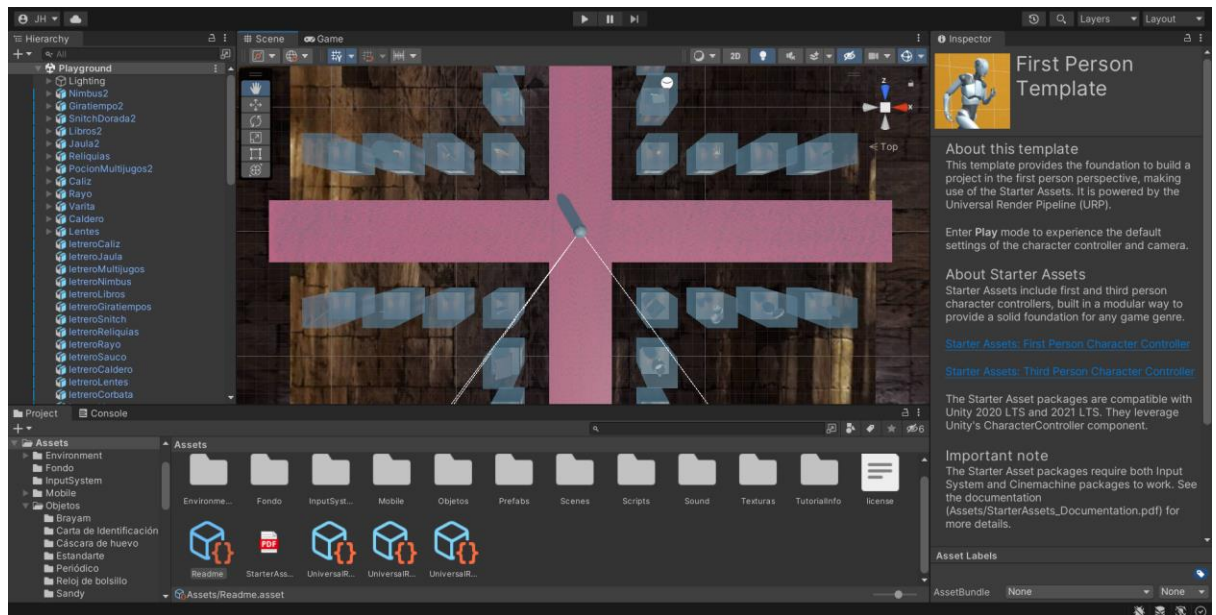 JH
Layers
Layout
Hierarchy
All
Playground
Lighting
Nimbus2
Giratiempo2
SnitchDorada2
Libros2
Jaula2
Reliquias
PocionMultijugos2
Caliz
Rayo
Varita
Caldero
Lentes
letreroCaliz
letreroJaula
letreroMultijugos
letreroNimbus
letreroLibros
letreroGiratiempos
letreroSnitch
letreroReliquias
letreroRayo
letreroSauco
letreroCaldero
letreroLentes
letreroCorbata
Scene
Game
2D
z
x
Top
Inspector
First Person
Template
About this template
This template provides the foundation to build a
project in the first person perspective, making
use of the Starter Assets. It is powered by the
Universal Render Pipeline (URP).
Enter Play mode to experience the default
settings of the character controller and camera.
About Starter Assets
Starter Assets include first and third person
character controllers, built in a modular way to
provide a solid foundation for any game genre.
Starter Assets: First Person Character Controller
Starter Assets: Third Person Character Controller
The Starter Asset packages are compatible with
Unity 2020 LTS and 2021 LTS. They leverage
Unity's CharacterController component.
Important note
The Starter Asset packages require both Input
System and Cinemachine packages to work. See
the documentation
(Assets/StarterAssets_Documentation.pdf) for
more details.
Asset Labels
AssetBundle
None
None
Project
Console
6
Assets
Environment
Fondo
InputSystem
Mobile
Objetos
Brayam
Carta de Identificación
Cáscara de huevo
Estandarte
Periódico
Reloj de bolsillo
Sandy
Assets
Environme...
Fondo
InputSyst...
Mobile
Objetos
Prefabs
Scenes
Scripts
Sound
Texturas
TutorialInfo
license
Readme
PDF
StarterAss...
UniversalR...
UniversalR...
UniversalR...
Assets/Readme.asset